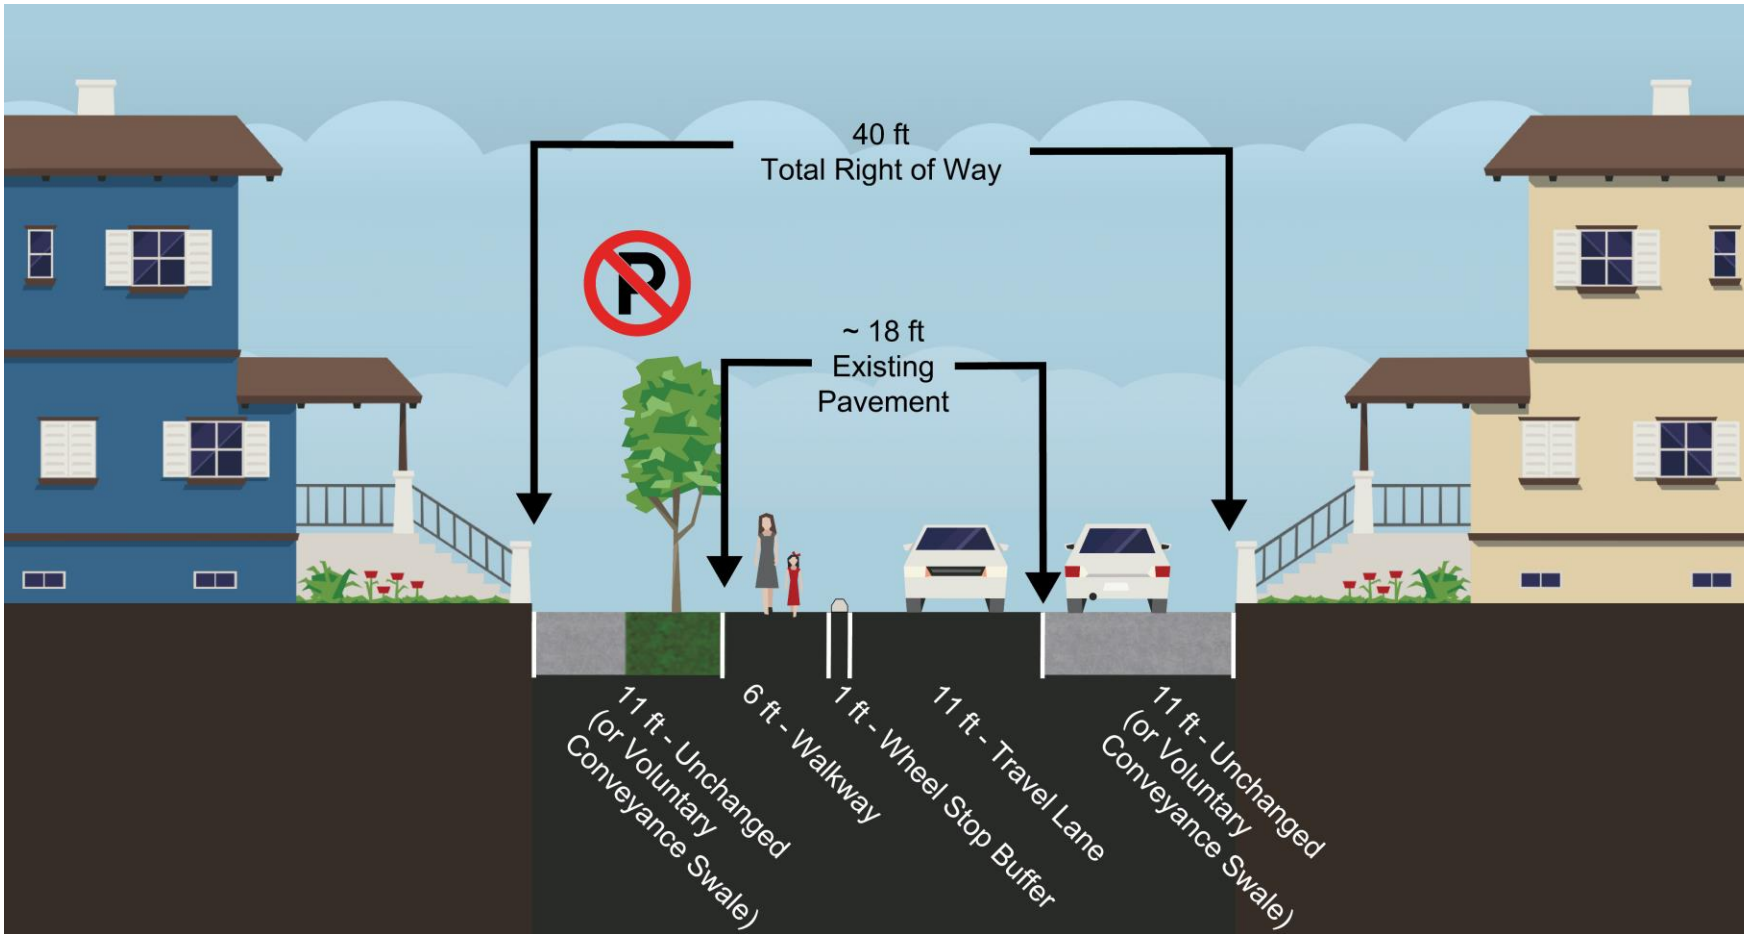 40 ft
Total Right of Way
P
~ 18 ft
Existing
Pavement
11 ft - Unchanged
(or Voluntary
Conveyance Swale)
6 ft - Walkway
1 ft - Wheel Stop Buffer
11 ft - Travel Lane
11 ft - Unchanged
(or Voluntary
Conveyance Swale)